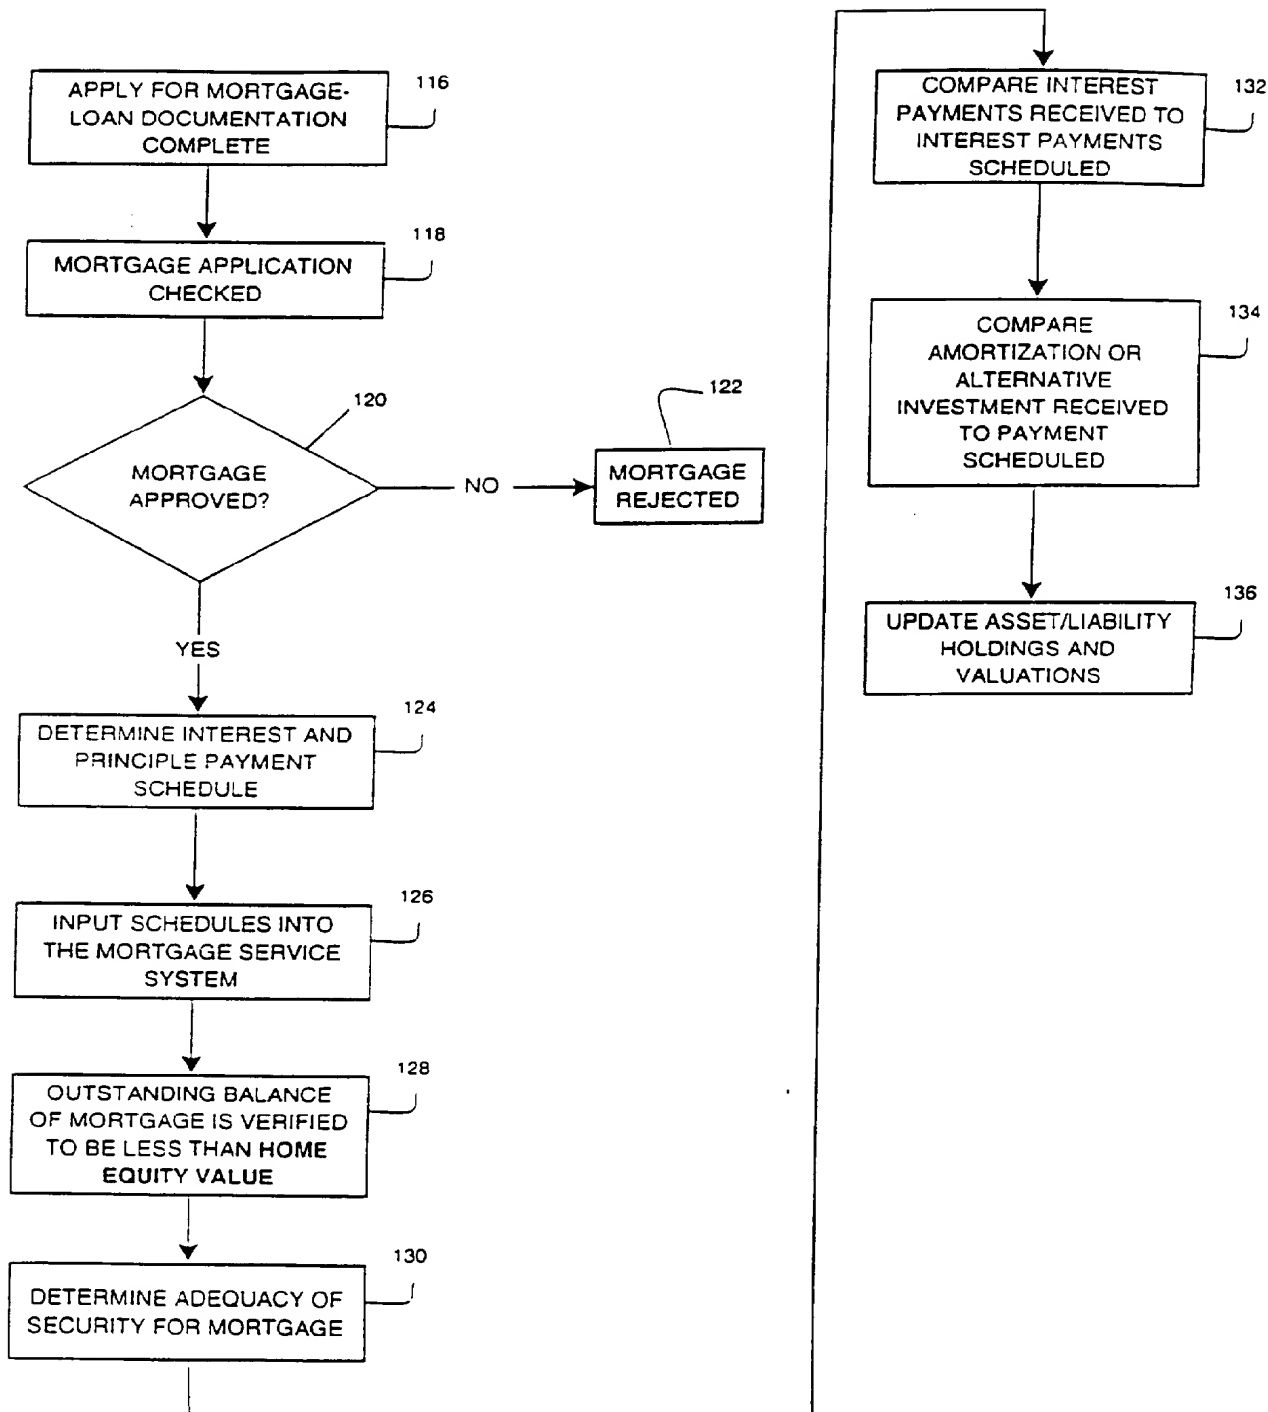 116
APPLY FOR MORTGAGE-
LOAN DOCUMENTATION
COMPLETE
118
MORTGAGE APPLICATION
CHECKED
120
MORTGAGE
APPROVED?
NO
122
MORTGAGE
REJECTED
YES
124
DETERMINE INTEREST AND
PRINCIPLE PAYMENT
SCHEDULE
126
INPUT SCHEDULES INTO
THE MORTGAGE SERVICE
SYSTEM
128
OUTSTANDING BALANCE
OF MORTGAGE IS VERIFIED
TO BE LESS THAN HOME
EQUITY VALUE
130
DETERMINE ADEQUACY OF
SECURITY FOR MORTGAGE
132
COMPARE INTEREST
PAYMENTS RECEIVED TO
INTEREST PAYMENTS
SCHEDULED
134
COMPARE
AMORTIZATION OR
ALTERNATIVE
INVESTMENT RECEIVED
TO PAYMENT
SCHEDULED
136
UPDATE ASSET/LIABILITY
HOLDINGS AND
VALUATIONS